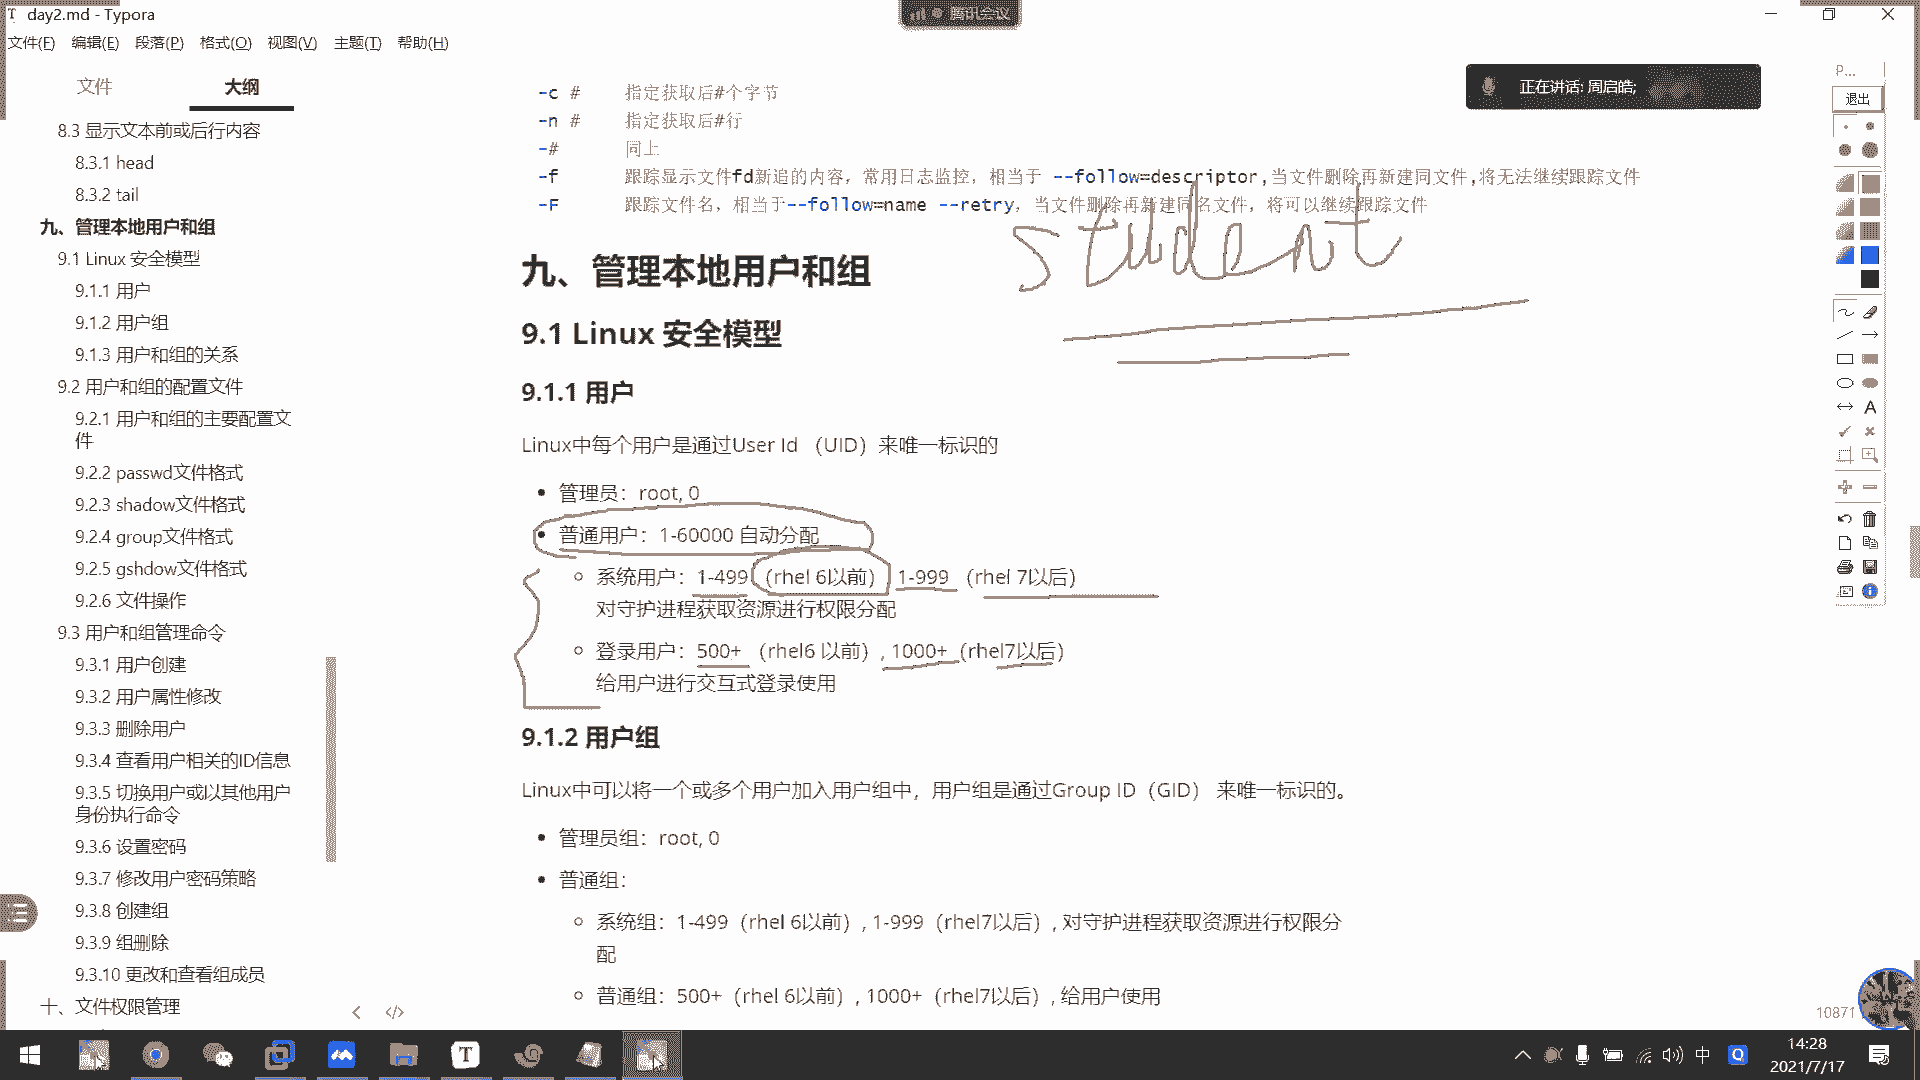 day2.md - Typora
腾讯会议
文件(F) 编辑(E) 段落(P) 格式(O) 视图(V) 主题(T) 帮助(H)
文件 大纲
8.3 显示文本前或后行内容
8.3.1 head
8.3.2 tail
九、管理本地用户和组
9.1 Linux 安全模型
9.1.1 用户
9.1.2 用户组
9.1.3 用户和组的关系
9.2 用户和组的配置文件
9.2.1 用户和组的主要配置文
件
9.2.2 passwd文件格式
9.2.3 shadow文件格式
9.2.4 group文件格式
9.2.5 gshdow文件格式
9.2.6 文件操作
9.3 用户和组管理命令
9.3.1 用户创建
9.3.2 用户属性修改
9.3.3 删除用户
9.3.4 查看用户相关的ID信息
9.3.5 切换用户或以其他用户
身份执行命令
9.3.6 设置密码
9.3.7 修改用户密码策略
9.3.8 创建组
9.3.9 组删除
9.3.10 更改和查看组成员
十、文件权限管理
-c # 指定获取后#个字节
-n # 指定获取后#行
-# 同上
-f 跟踪显示文件fd新追的内容，常用日志监控，相当于 --follow=descriptor,当文件删除再新建同文件,将无法继续跟踪文件
-F 跟踪文件名，相当于--follow=name --retry，当文件删除再新建同名文件，将可以继续跟踪文件
student
九、管理本地用户和组
9.1 Linux 安全模型
9.1.1 用户
Linux中每个用户是通过User Id （UID）来唯一标识的
管理员：root, 0
普通用户：1-60000 自动分配
系统用户：1-499 （rhel 6以前） 1-999 （rhel 7以后）
对守护进程获取资源进行权限分配
登录用户：500+ （rhel6 以前）, 1000+（rhel7以后）
给用户进行交互式登录使用
9.1.2 用户组
Linux中可以将一个或多个用户加入用户组中，用户组是通过Group ID（GID） 来唯一标识的。
管理员组：root, 0
普通组：
系统组：1-499（rhel 6以前）, 1-999（rhel7以后）, 对守护进程获取资源进行权限分
配
普通组：500+（rhel 6以前）, 1000+（rhel7以后）, 给用户使用
正在讲话: 周启皓;
P...
退出
A
10871
中
14:28
2021/7/17